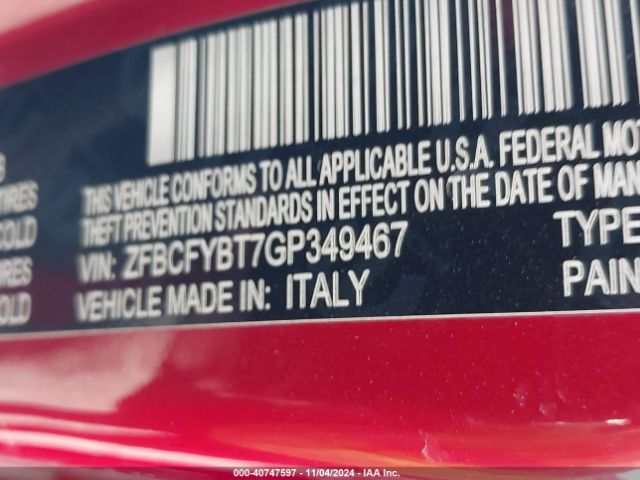 TIRES
COLD
TIRES
COLD
THIS VEHICLE CONFORMS TO ALL APPLICABLE U.S.A. FEDERAL MOT
THEFT PREVENTION STANDARDS IN EFFECT ON THE DATE OF MAN
VIN: ZFBCFYBT7GP349467 TYPE
VEHICLE MADE IN: ITALY PAIN
000-40747597 - 11/04/2024 - IAA Inc.